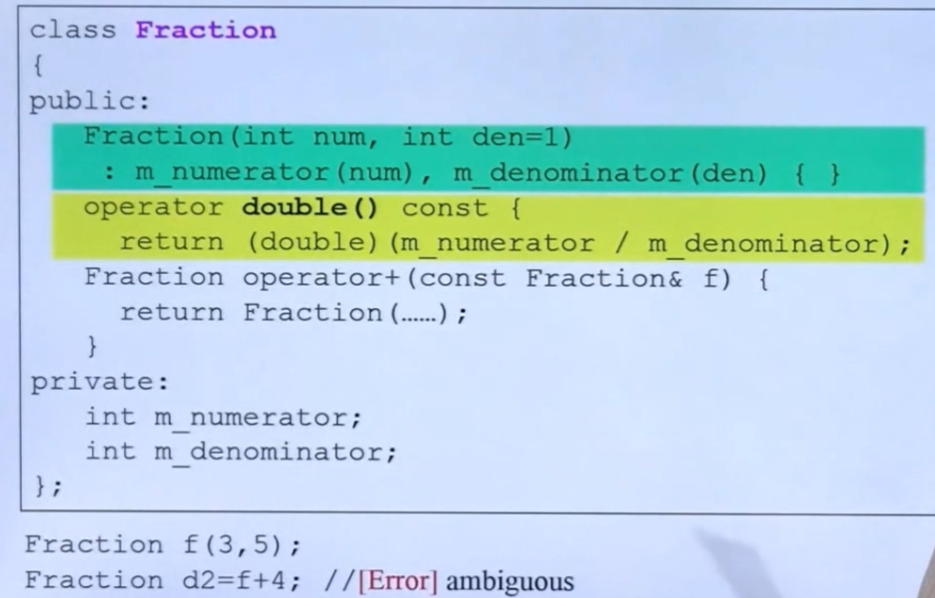 class Fraction
{
public:
    Fraction(int num, int den=1)
     : m_numerator(num), m_denominator(den) { }
    operator double() const {
      return (double)(m_numerator / m_denominator);
    Fraction operator+(const Fraction& f) {
      return Fraction(……);
    }
private:
    int m_numerator;
    int m_denominator;
};
Fraction f(3,5);
Fraction d2=f+4; //[Error] ambiguous